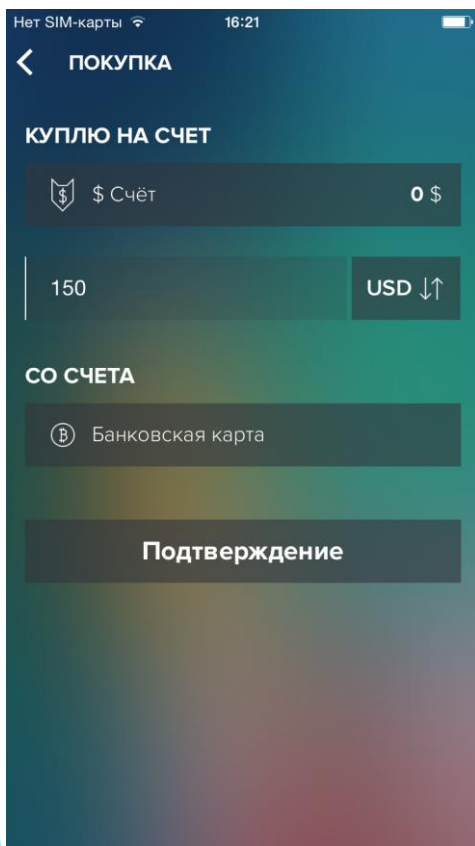 Нет SIM-карты 16:21
ПОКУПКА
КУПЛЮ НА СЧЕТ
$ $ Счёт 0 $
150 USD ↓↑
СО СЧЕТА
Банковская карта
Подтверждение